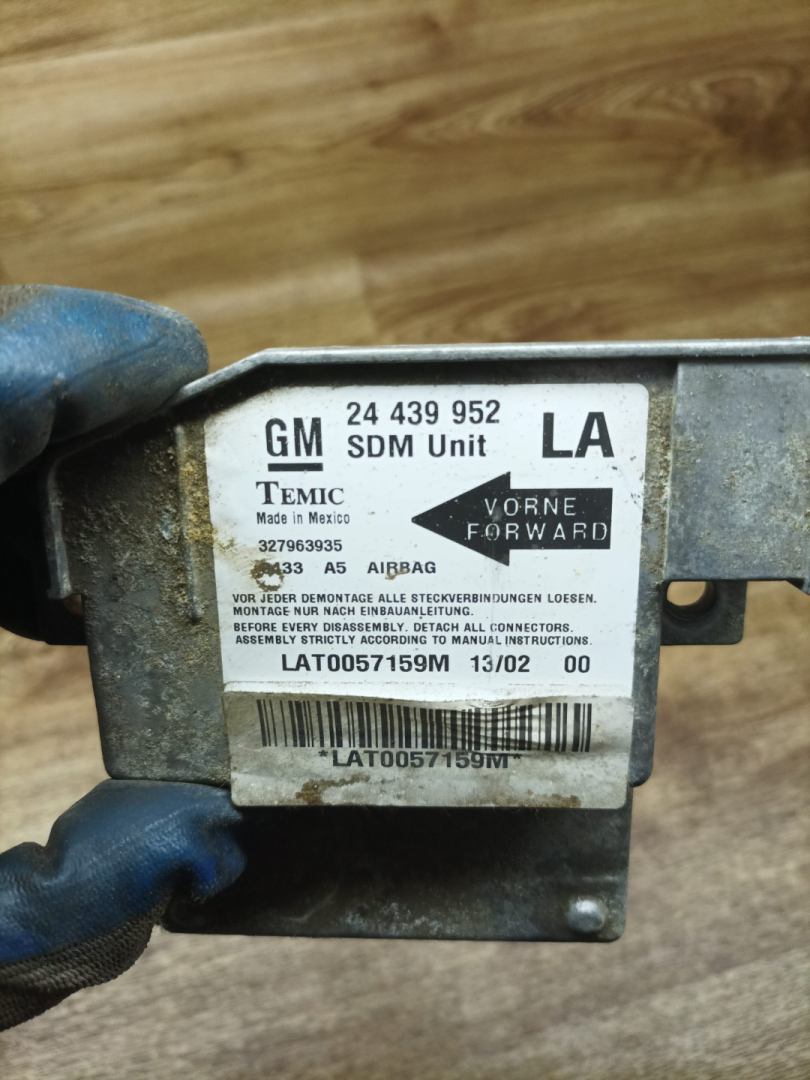 GM 24 439 952 LA
SDM Unit
TEMIC
Made in Mexico
VORNE
FORWARD
327963935
A5 AIRBAG
VOR JEDER DEMONTAGE ALLE STECKVERBINDUNGEN LOESEN.
MONTAGE NUR NACH EINBAUANLEITUNG.
BEFORE EVERY DISASSEMBLY. DETACH ALL CONNECTORS.
ASSEMBLY STRICTLY ACCORDING TO MANUAL INSTRUCTIONS.
LAT0057159M 13/02 00
*LAT0057159M*